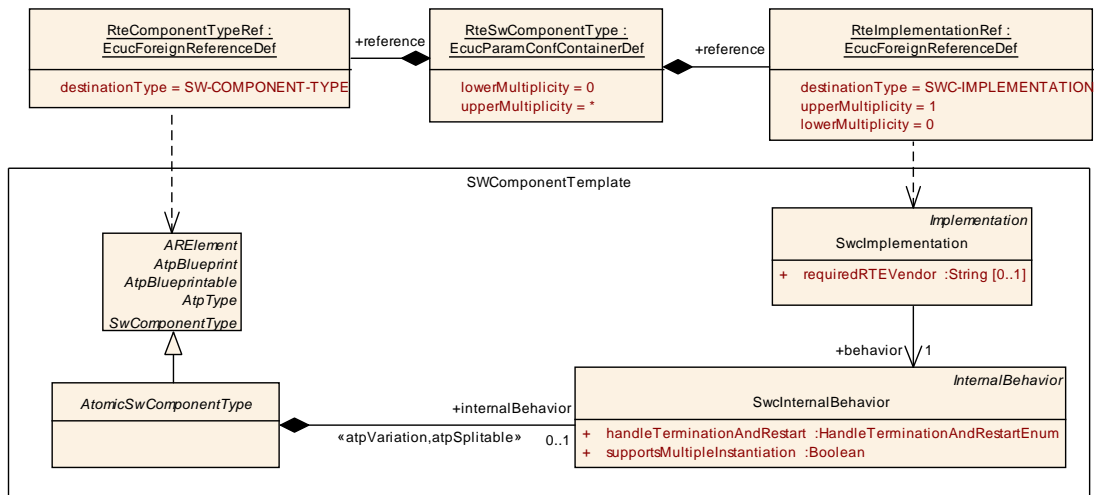 RteComponentTypeRef :
EcucForeignReferenceDef
destinationType = SW-COMPONENT-TYPE
+reference
RteSwComponentType :
EcucParamConfContainerDef
lowerMultiplicity = 0
upperMultiplicity = *
+reference
RteImplementationRef :
EcucForeignReferenceDef
destinationType = SWC-IMPLEMENTATION
upperMultiplicity = 1
lowerMultiplicity = 0
SWComponentTemplate
ARElement
AtpBlueprint
AtpBlueprintable
AtpType
SwComponentType
Implementation
SwcImplementation
+ requiredRTEVendor :String [0..1]
+behavior 1
AtomicSwComponentType
+internalBehavior
«atpVariation,atpSplitable» 0..1
InternalBehavior
SwcInternalBehavior
+ handleTerminationAndRestart :HandleTerminationAndRestartEnum
+ supportsMultipleInstantiation :Boolean